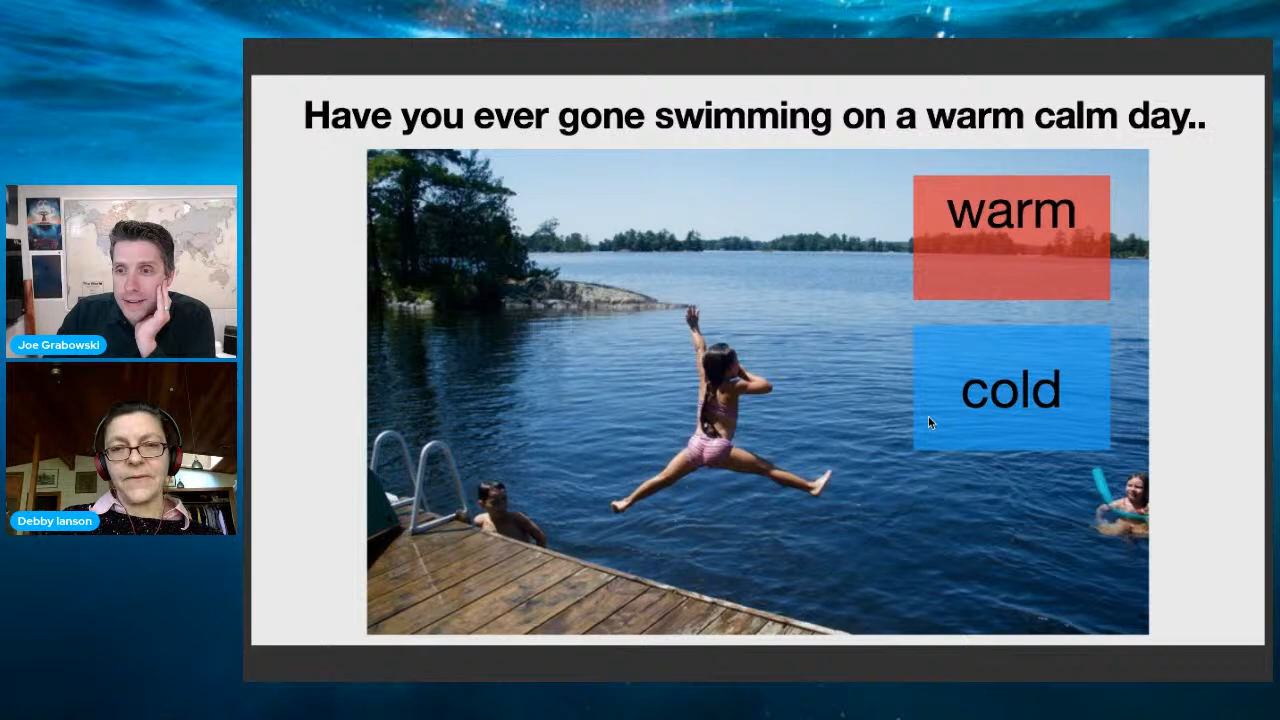 Have you ever gone swimming on a warm calm day..
warm
cold
Joe Grabowski
Debby Ianson